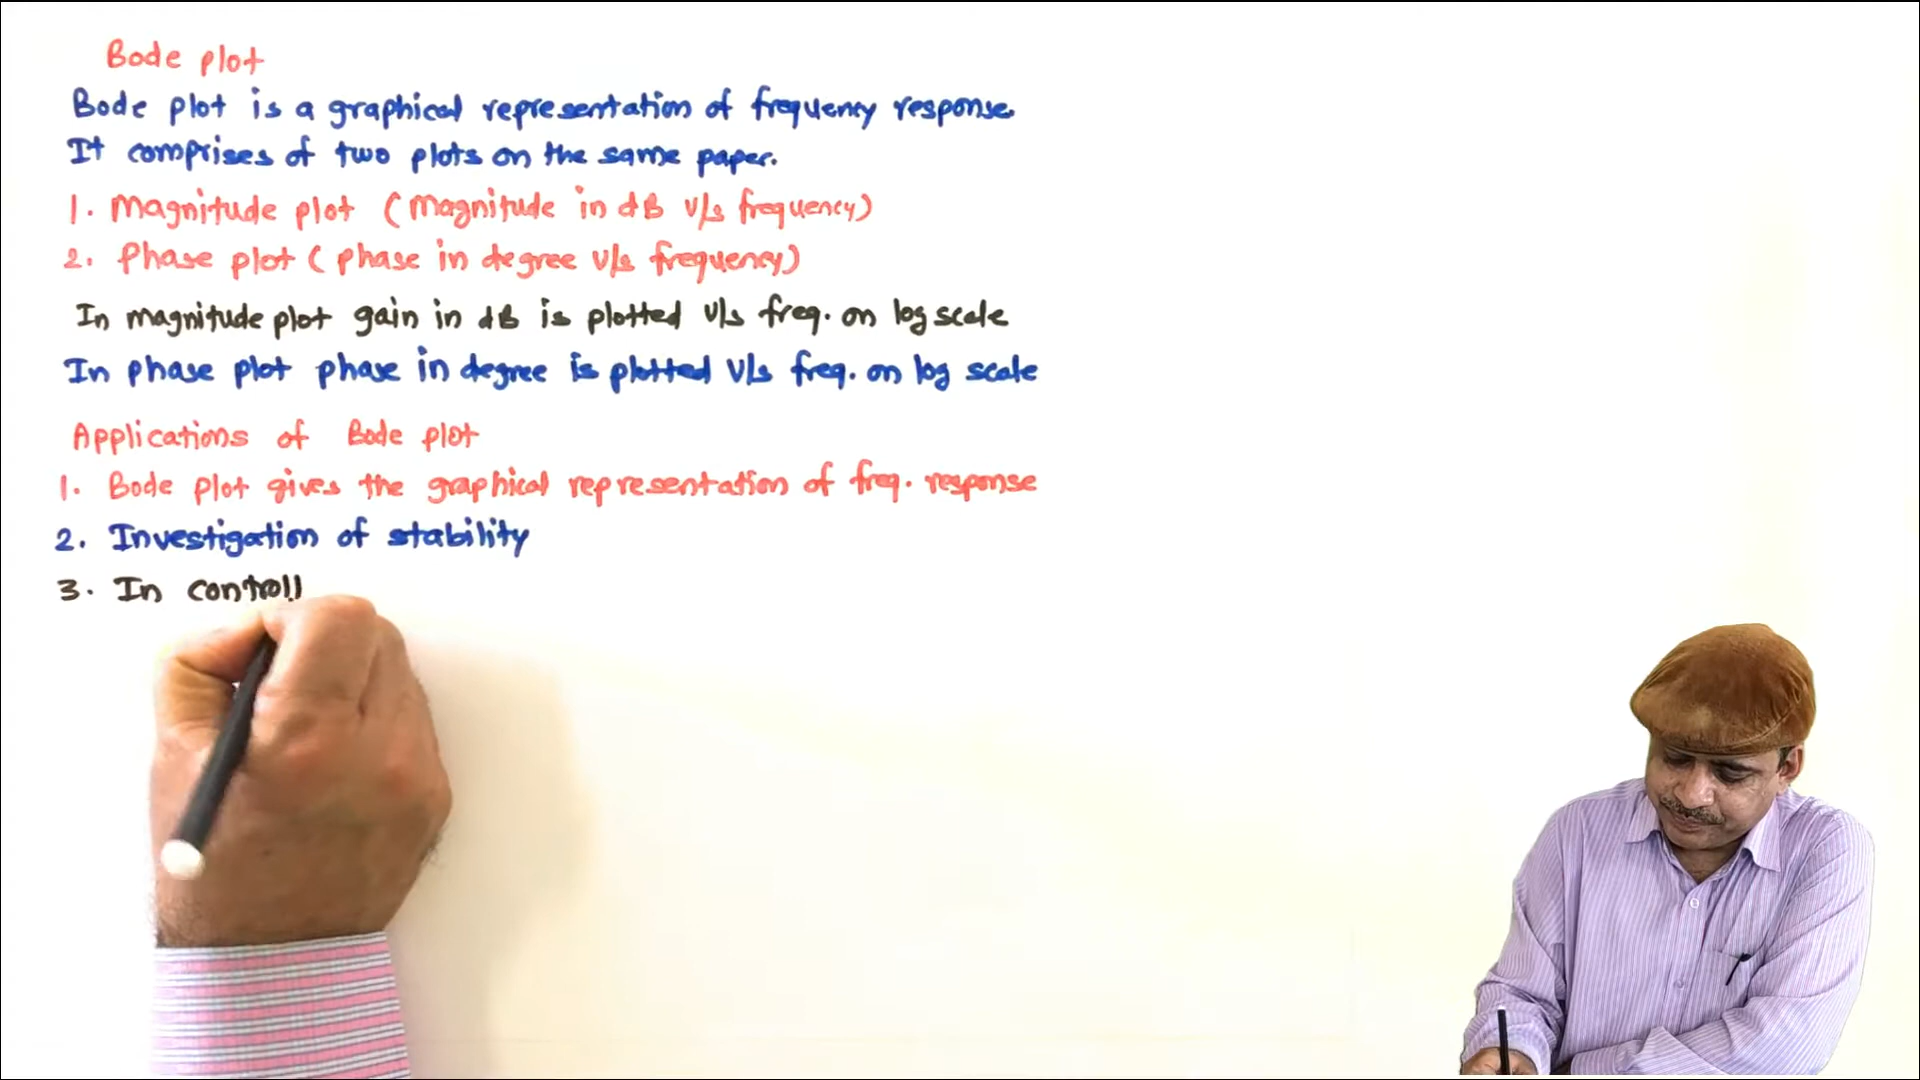 Bode plot
Bode plot is a graphical representation of frequency response.
It comprises of two plots on the same paper.
1. Magnitude plot (Magnitude in dB v/s frequency)
2. Phase plot ( phase in degree v/s frequency)
In magnitude plot gain in dB is plotted v/s freq. on log scale
In phase plot phase in degree is plotted v/s freq. on log scale
Applications of Bode plot
1. Bode plot gives the graphical representation of freq. response
2. Investigation of stability
3. In controll